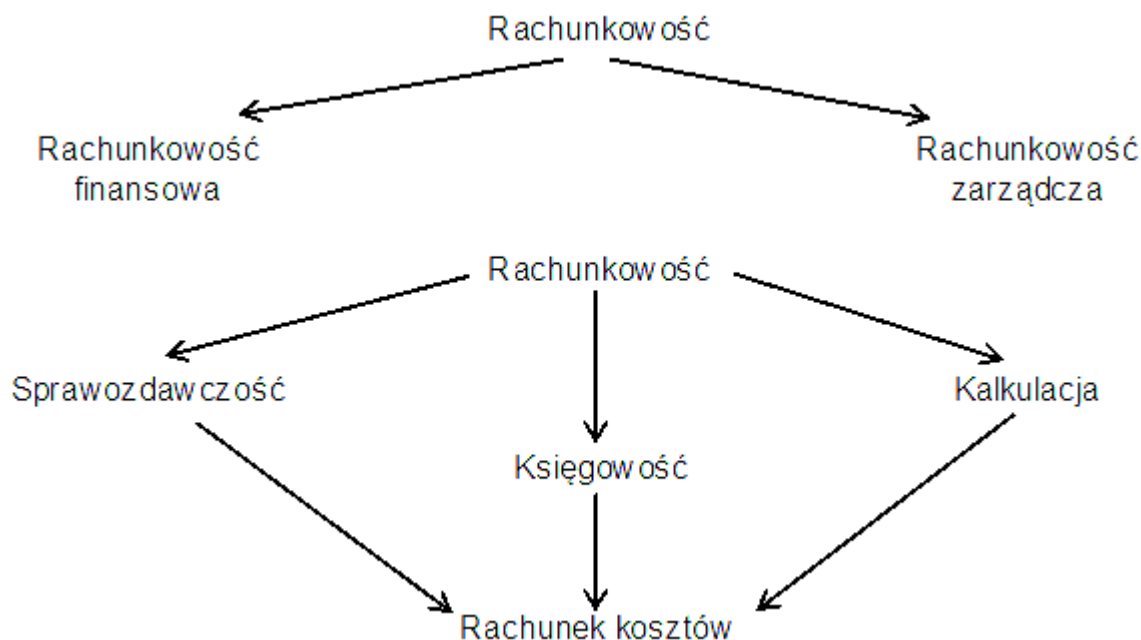 Rachunkowość
Rachunkowość
finansowa
Rachunkowość
zarządcza
Rachunkowość
Sprawozdawczość
Kalkulacja
Księgowość
Rachunek kosztów